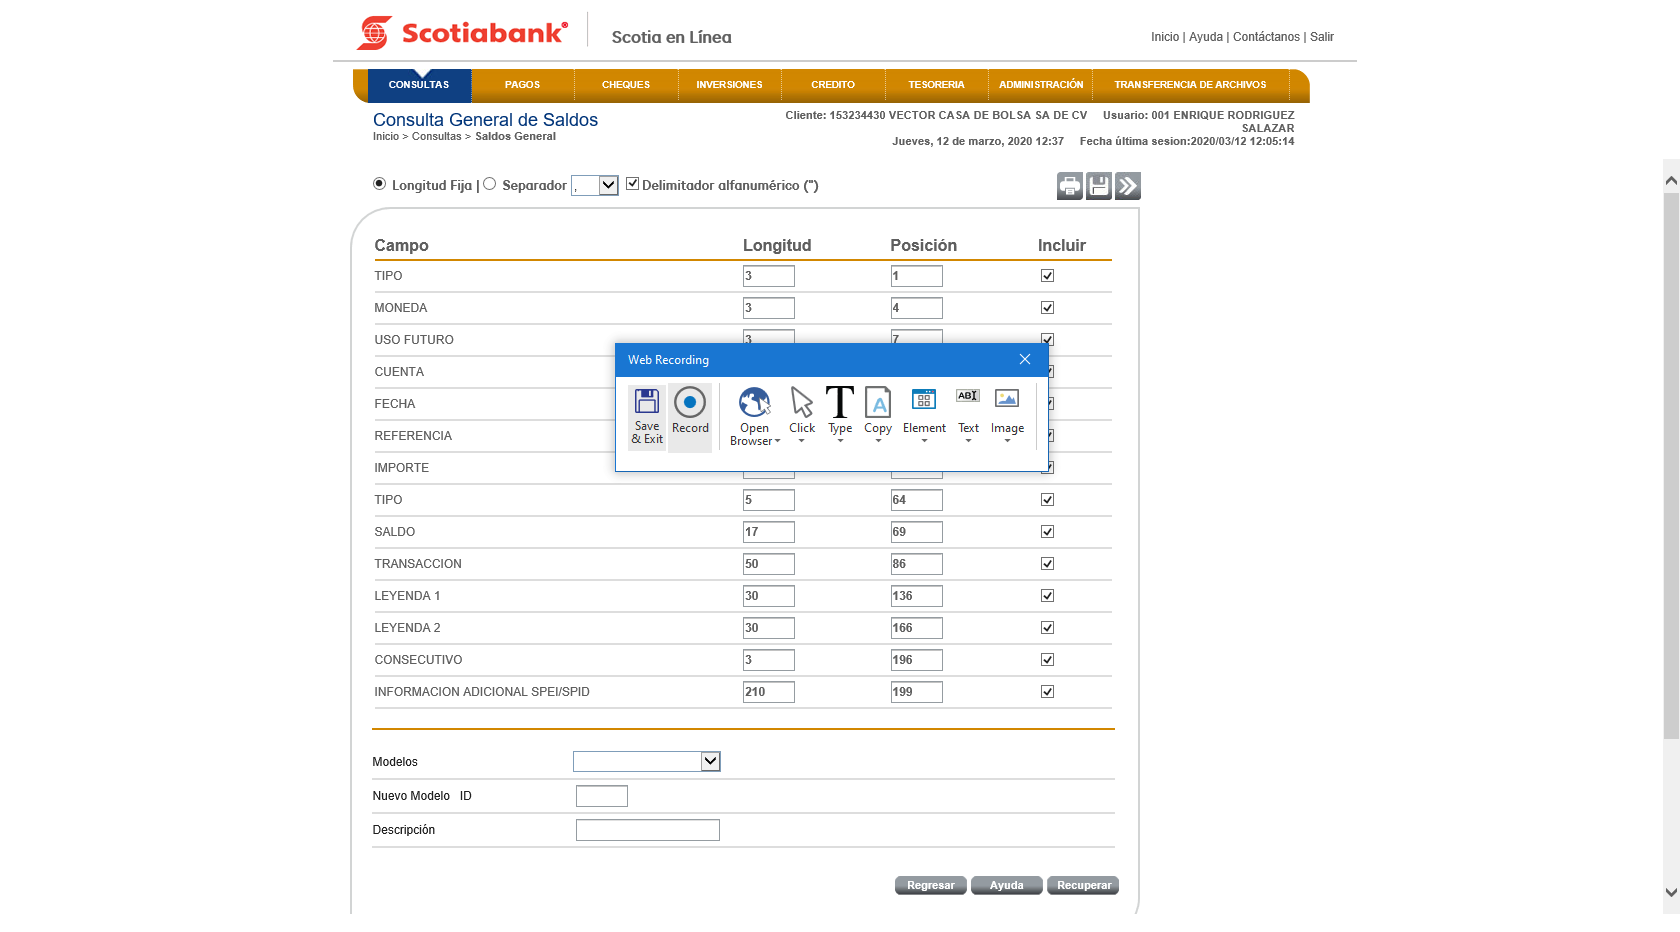 Scotiabank®
Scotia en Línea
Inicio | Ayuda | Contáctanos | Salir
CONSULTAS PAGOS CHEQUES INVERSIONES CREDITO TESORERIA ADMINISTRACIÓN TRANSFERENCIA DE ARCHIVOS
Consulta General de Saldos
Inicio > Consultas > Saldos General
Cliente: 153234430 VECTOR CASA DE BOLSA SA DE CV Usuario: 001 ENRIQUE RODRIGUEZ
SALAZAR
Jueves, 12 de marzo, 2020 12:37 Fecha última sesion:2020/03/12 12:05:14
Longitud Fija | Separador , Delimitador alfanumérico (")
Campo Longitud Posición Incluir
TIPO 3 1
MONEDA 3 4
USO FUTURO 3 7
CUENTA
FECHA
REFERENCIA
IMPORTE
Web Recording
Save
& Exit
Record
Open
Browser
Click
Type
Copy
Element
ABI
Text
Image
TIPO 5 64
SALDO 17 69
TRANSACCION 50 86
LEYENDA 1 30 136
LEYENDA 2 30 166
CONSECUTIVO 3 196
INFORMACION ADICIONAL SPEI/SPID 210 199
Modelos
Nuevo Modelo ID
Descripción
Regresar Ayuda Recuperar